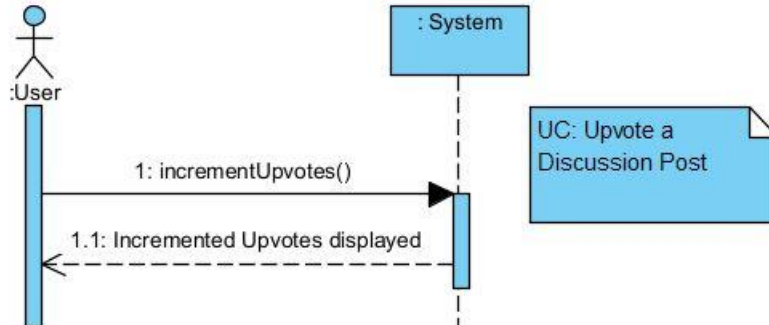 : System
:User
UC: Upvote a
Discussion Post
1: incrementUpvotes()
1.1: Incremented Upvotes displayed